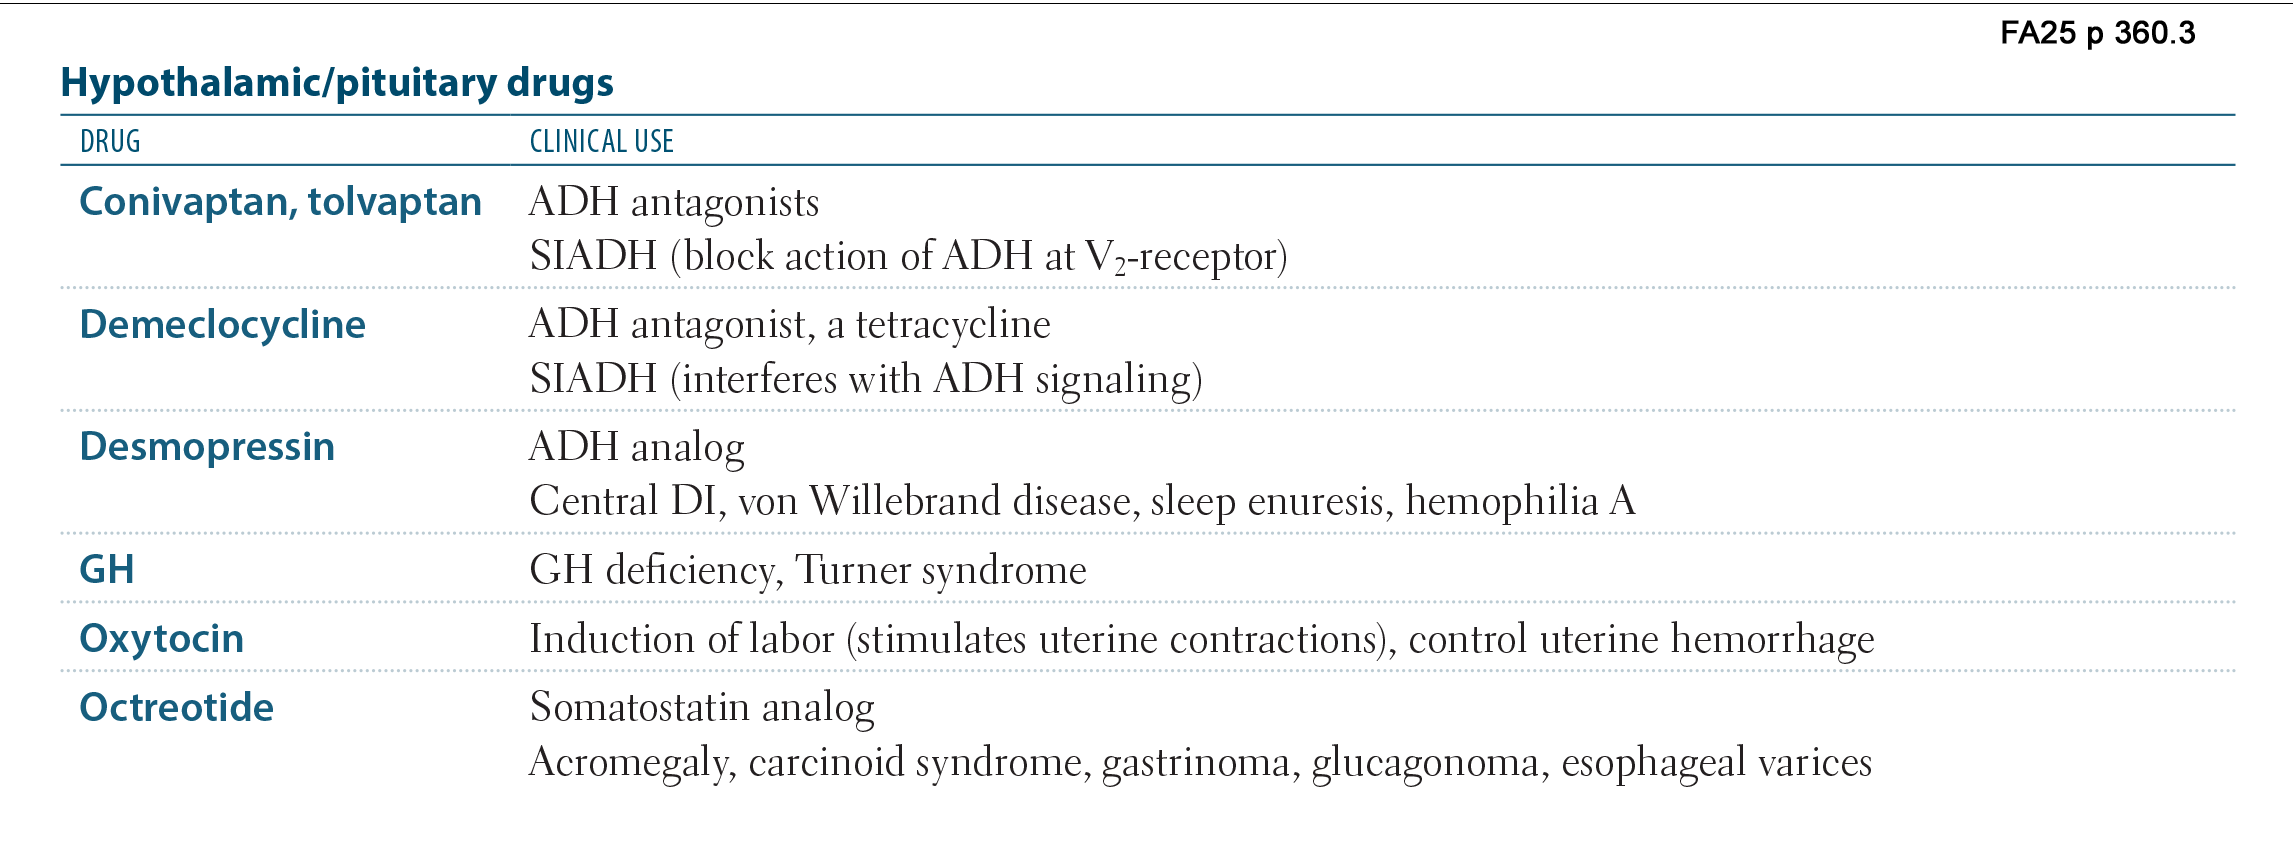 FA25 p 360.3
Hypothalamic/pituitary drugs
DRUG CLINICAL USE
Conivaptan, tolvaptan ADH antagonists
SIADH (block action of ADH at V₂-receptor)
Demeclocycline ADH antagonist, a tetracycline
SIADH (interferes with ADH signaling)
Desmopressin ADH analog
Central DI, von Willebrand disease, sleep enuresis, hemophilia A
GH GH deficiency, Turner syndrome
Oxytocin Induction of labor (stimulates uterine contractions), control uterine hemorrhage
Octreotide Somatostatin analog
Acromegaly, carcinoid syndrome, gastrinoma, glucagonoma, esophageal varices